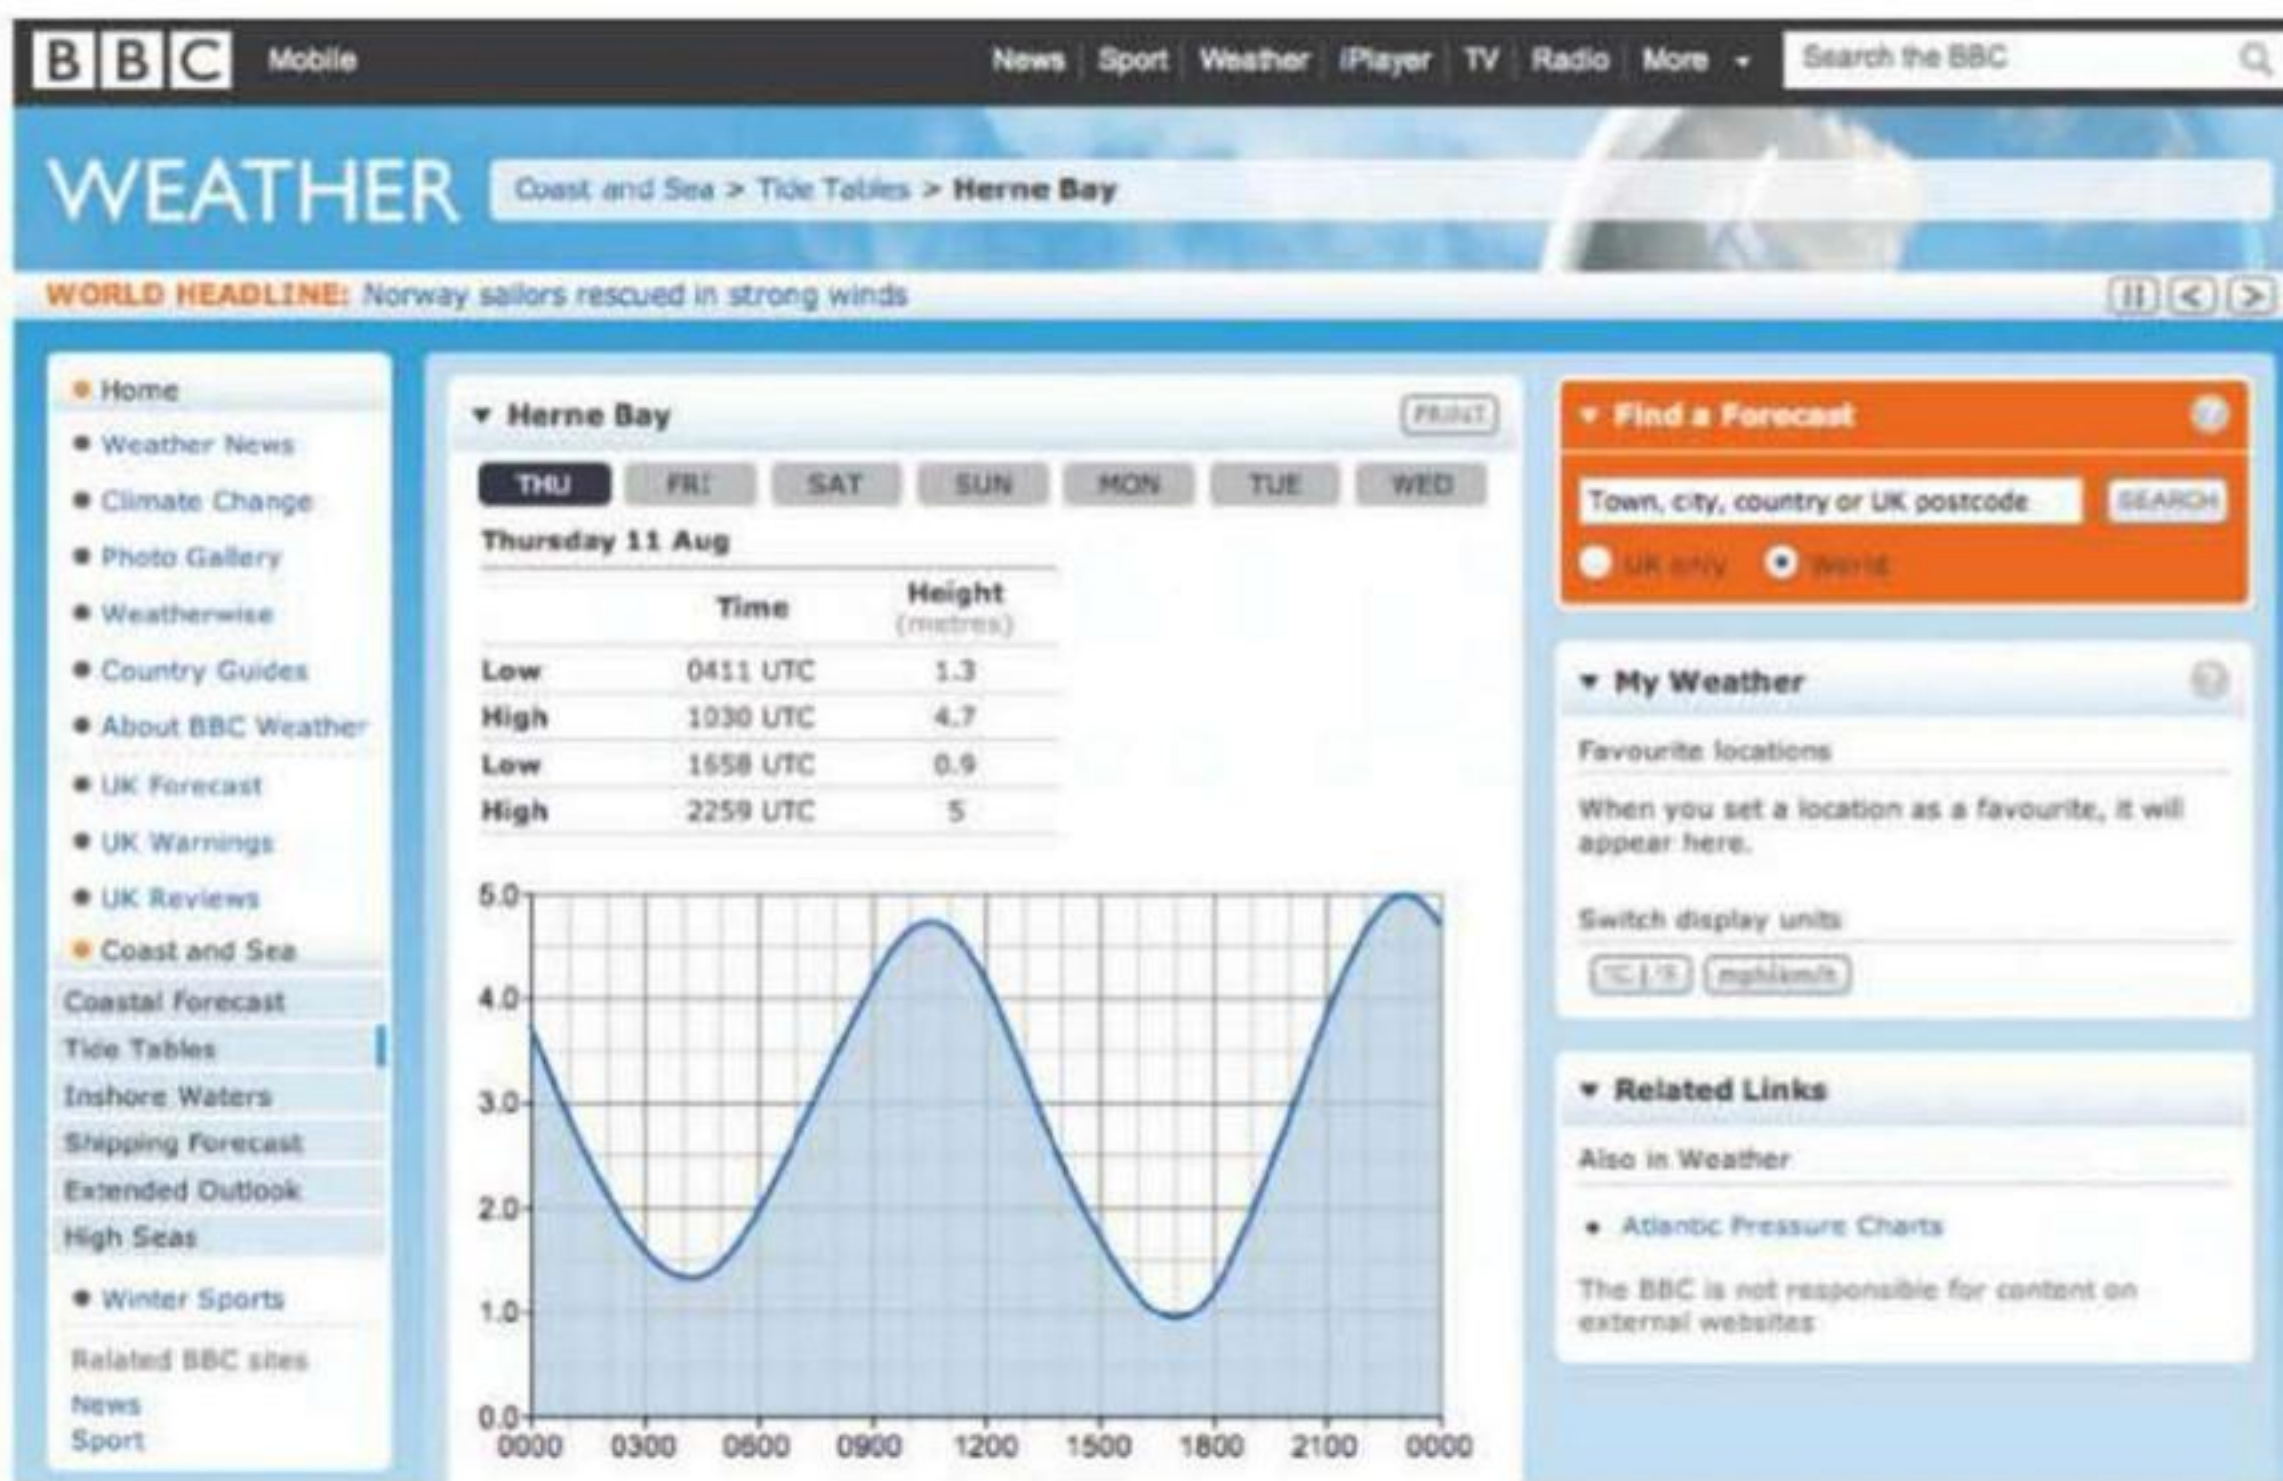 BBC Mobile News Sport Weather iPlayer TV Radio More Search the BBC
WEATHER Coast and Sea > Tide Tables > Herne Bay
WORLD HEADLINE: Norway sailors rescued in strong winds
Home
Weather News
Climate Change
Photo Gallery
Weatherwise
Country Guides
About BBC Weather
UK Forecast
UK Warnings
UK Reviews
Coast and Sea
Coastal Forecast
Tide Tables
Inshore Waters
Shipping Forecast
Extended Outlook
High Seas
Winter Sports
Related BBC sites
News
Sport
Herne Bay PRINT
THU FRI SAT SUN MON TUE WED
Thursday 11 Aug
Time Height
(metres)
Low 0411 UTC 1.3
High 1030 UTC 4.7
Low 1658 UTC 0.9
High 2259 UTC 5
5.0
4.0
3.0
2.0
1.0
0.0
0000 0300 0600 0900 1200 1500 1800 2100 0000
Find a Forecast ?
Town, city, country or UK postcode SEARCH
UK only World
My Weather ?
Favourite locations
When you set a location as a favourite, it will
appear here.
Switch display units
°C | °F mph|km/h
Related Links
Also in Weather
Atlantic Pressure Charts
The BBC is not responsible for content on
external websites